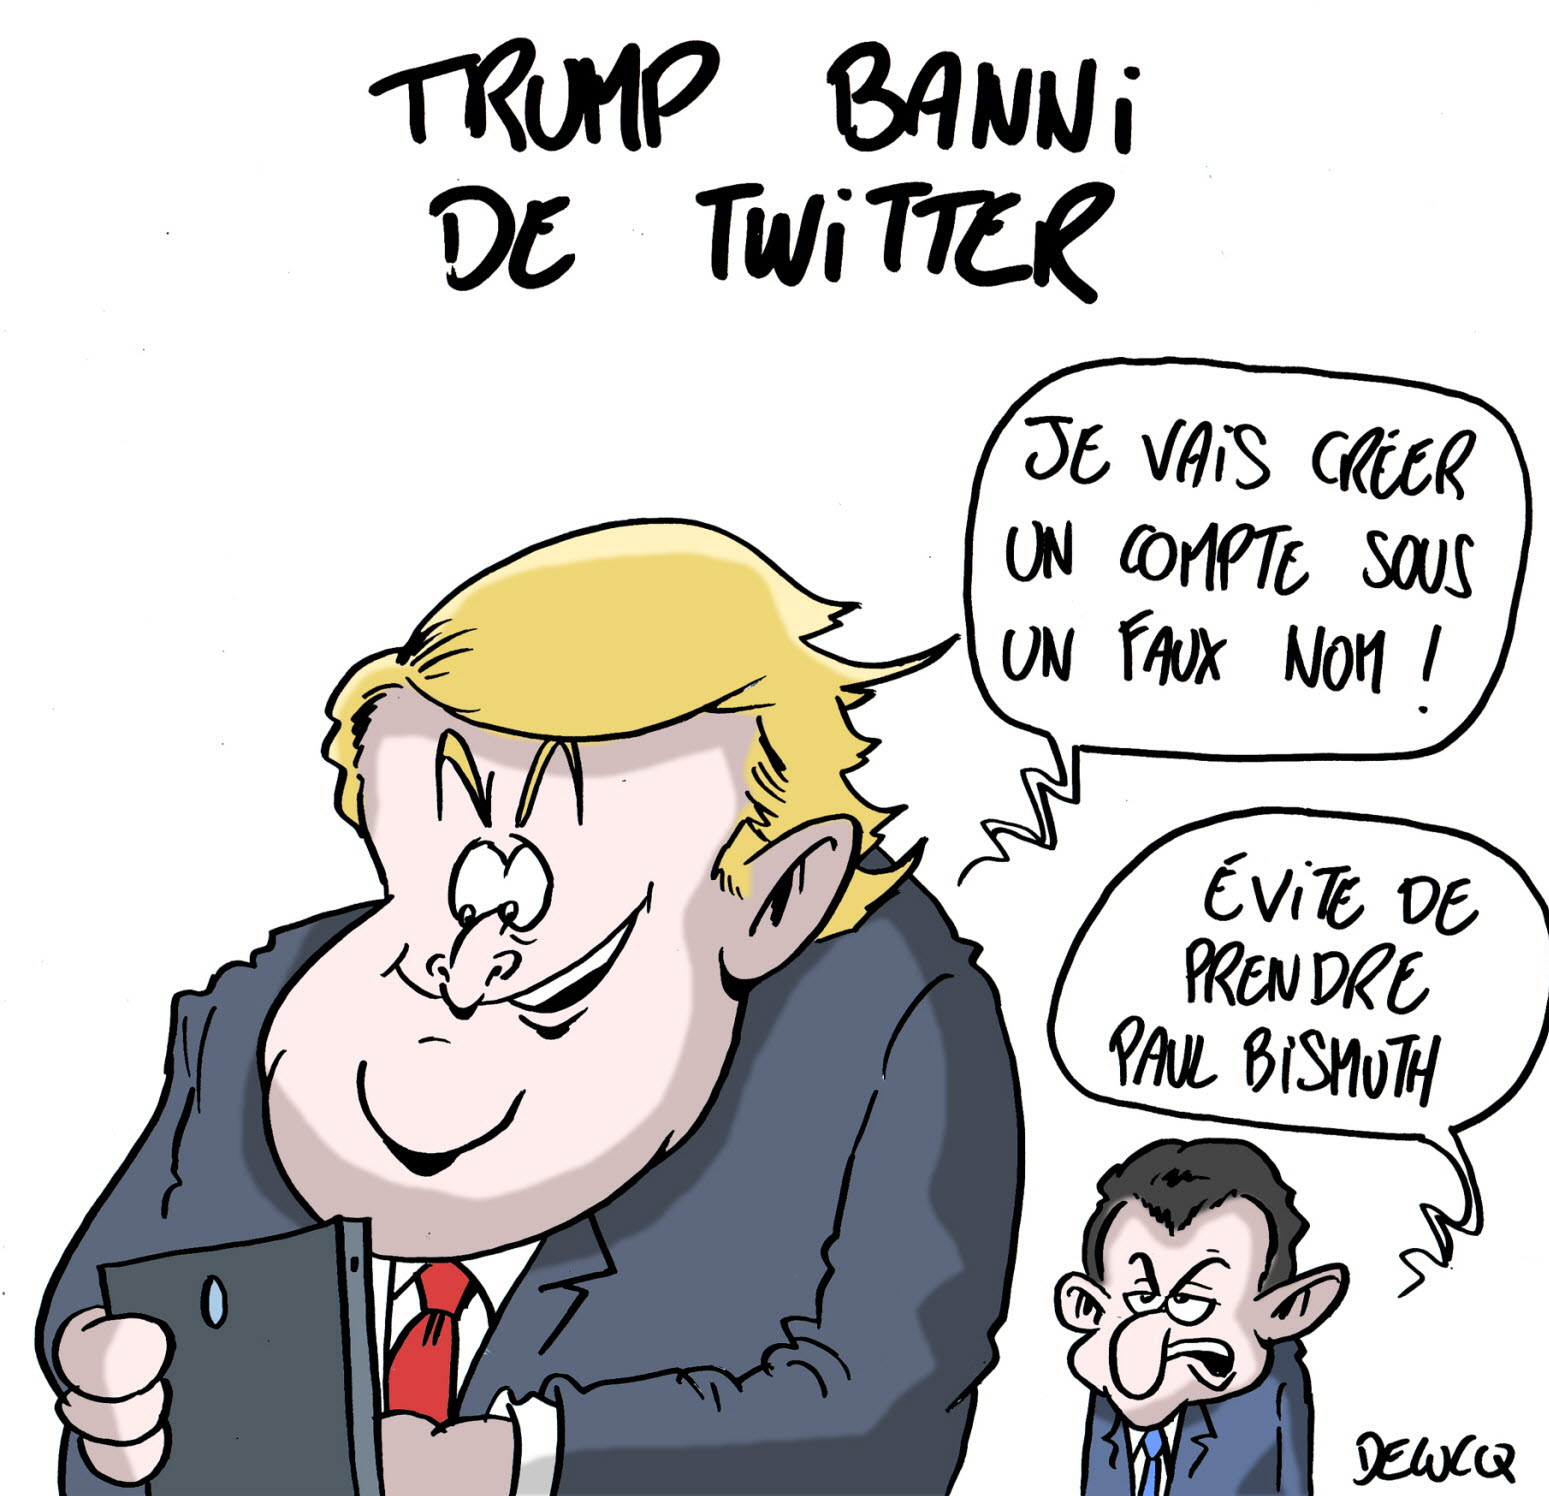 TRUMP BANNi
DE TWiTTER
JE VAiS CRÉER
UN COMPTE SOUS
UN FAUX NOM !
ÉViTE DE
PRENDRE
PAUL BiSMUTH
DELUCQ